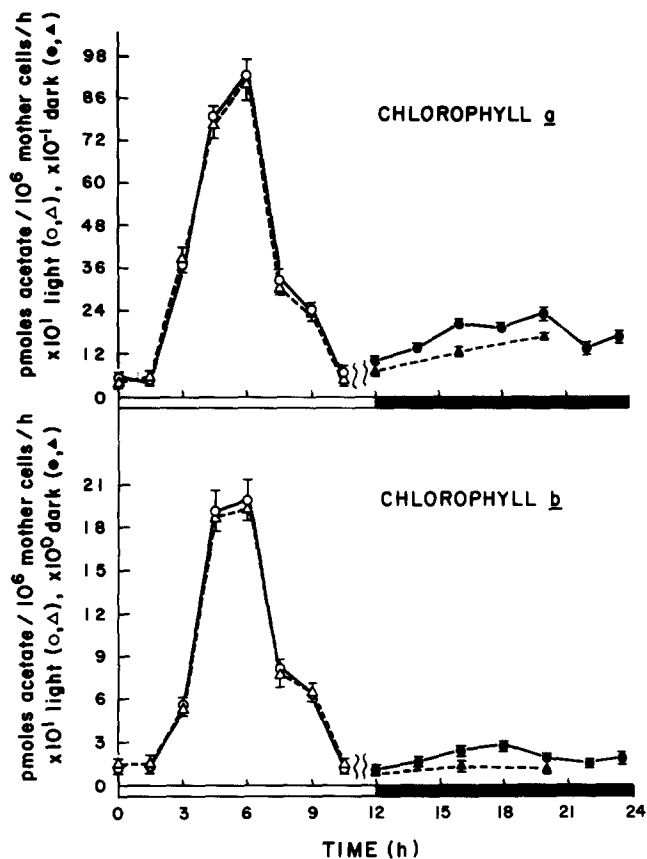 pmoles acetate/10⁶ mother cells/h
x10¹ light (○,△), x10⁻¹ dark (●,▲)
98
86
72
60
48
36
24
12
0
CHLOROPHYLL a
pmoles acetate/10⁶ mother cells/h
x10¹ light (○,△), x10⁰ dark (●,▲)
21
18
15
12
9
6
3
0
CHLOROPHYLL b
0 3 6 9 12 15 18 21 24
TIME (h)